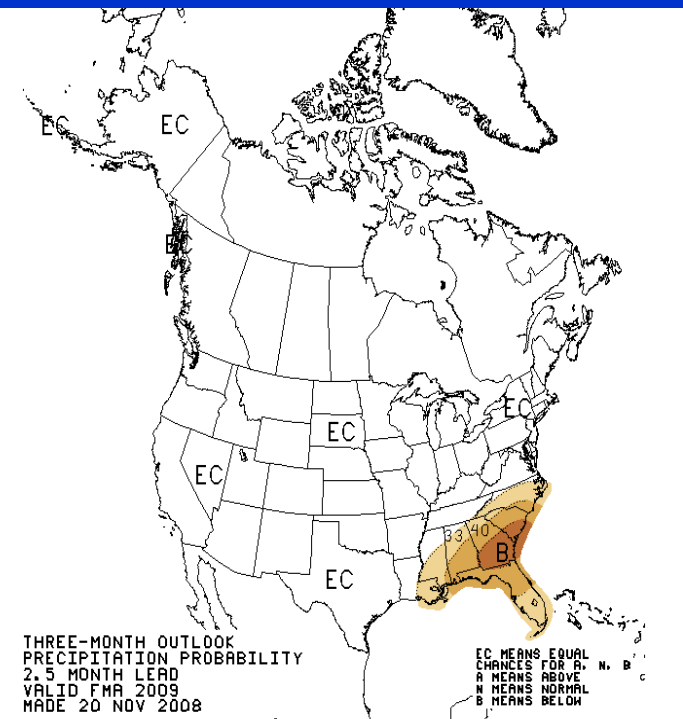 EC
EC
EC
EC
EC
EC
33
40
B
EC
THREE-MONTH OUTLOOK
PRECIPITATION PROBABILITY
2.5 MONTH LEAD
VALID FMA 2009
MADE 20 NOV 2008
EC MEANS EQUAL
CHANCES FOR A, N, B
A MEANS ABOVE
N MEANS NORMAL
B MEANS BELOW